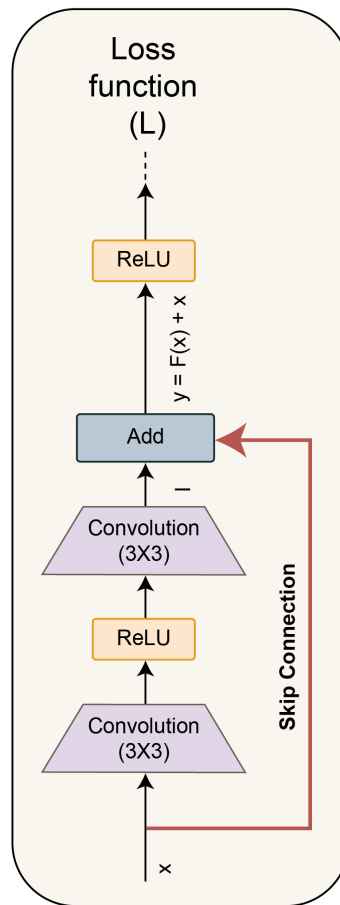 Loss
function
(L)
ReLU
y = F(x) + x
Add
I
Convolution
(3X3)
ReLU
Skip Connection
Convolution
(3X3)
x